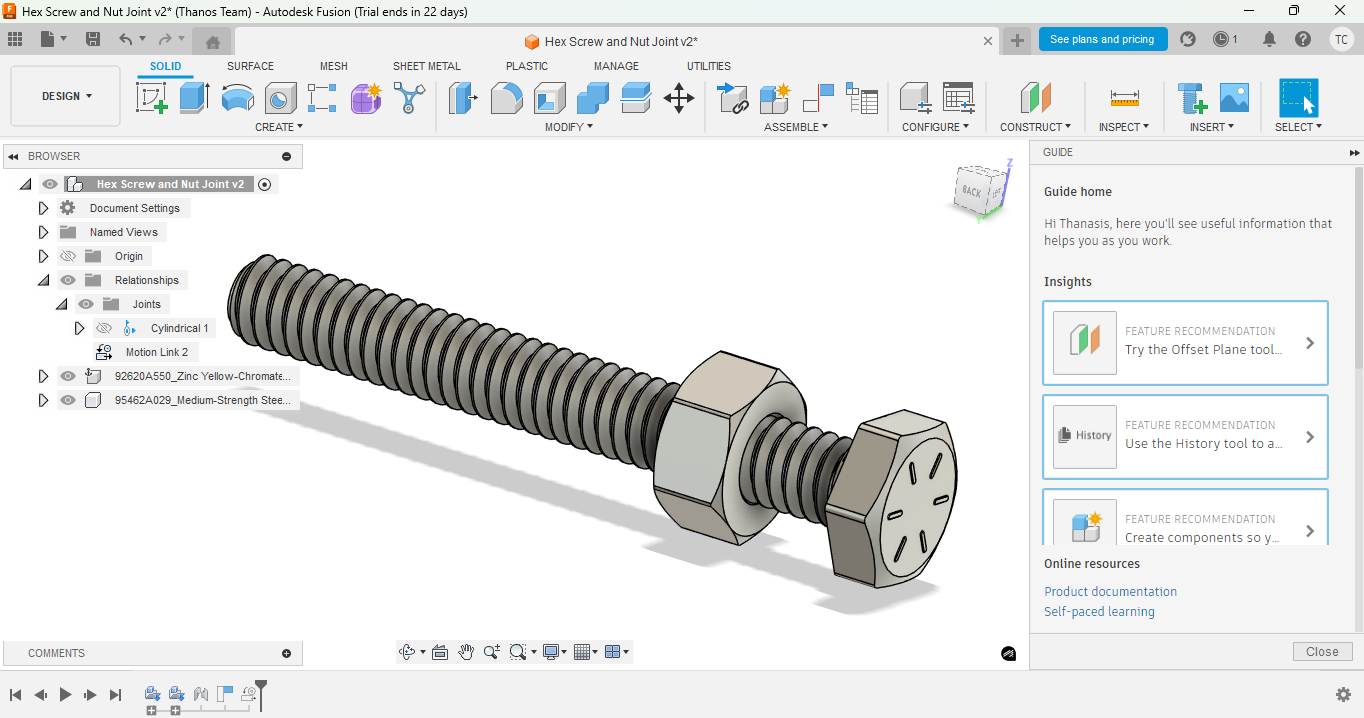 Hex Screw and Nut Joint v2* (Thanos Team) - Autodesk Fusion (Trial ends in 22 days)
Hex Screw and Nut Joint v2*
See plans and pricing
1
TC
SOLID
SURFACE
MESH
SHEET METAL
PLASTIC
MANAGE
UTILITIES
DESIGN
CREATE
MODIFY
ASSEMBLE
CONFIGURE
CONSTRUCT
INSPECT
INSERT
SELECT
BROWSER
Hex Screw and Nut Joint v2
Document Settings
Named Views
Origin
Relationships
Joints
Cylindrical 1
Motion Link 2
92620A550_Zinc Yellow-Chromate...
95462A029_Medium-Strength Stee...
Z
BACK
GUIDE
Guide home
Hi Thanasis, here you'll see useful information that
helps you as you work.
Insights
FEATURE RECOMMENDATION
Try the Offset Plane tool...
History
FEATURE RECOMMENDATION
Use the History tool to a...
FEATURE RECOMMENDATION
Create components so y...
Online resources
Product documentation
Self-paced learning
Close
COMMENTS